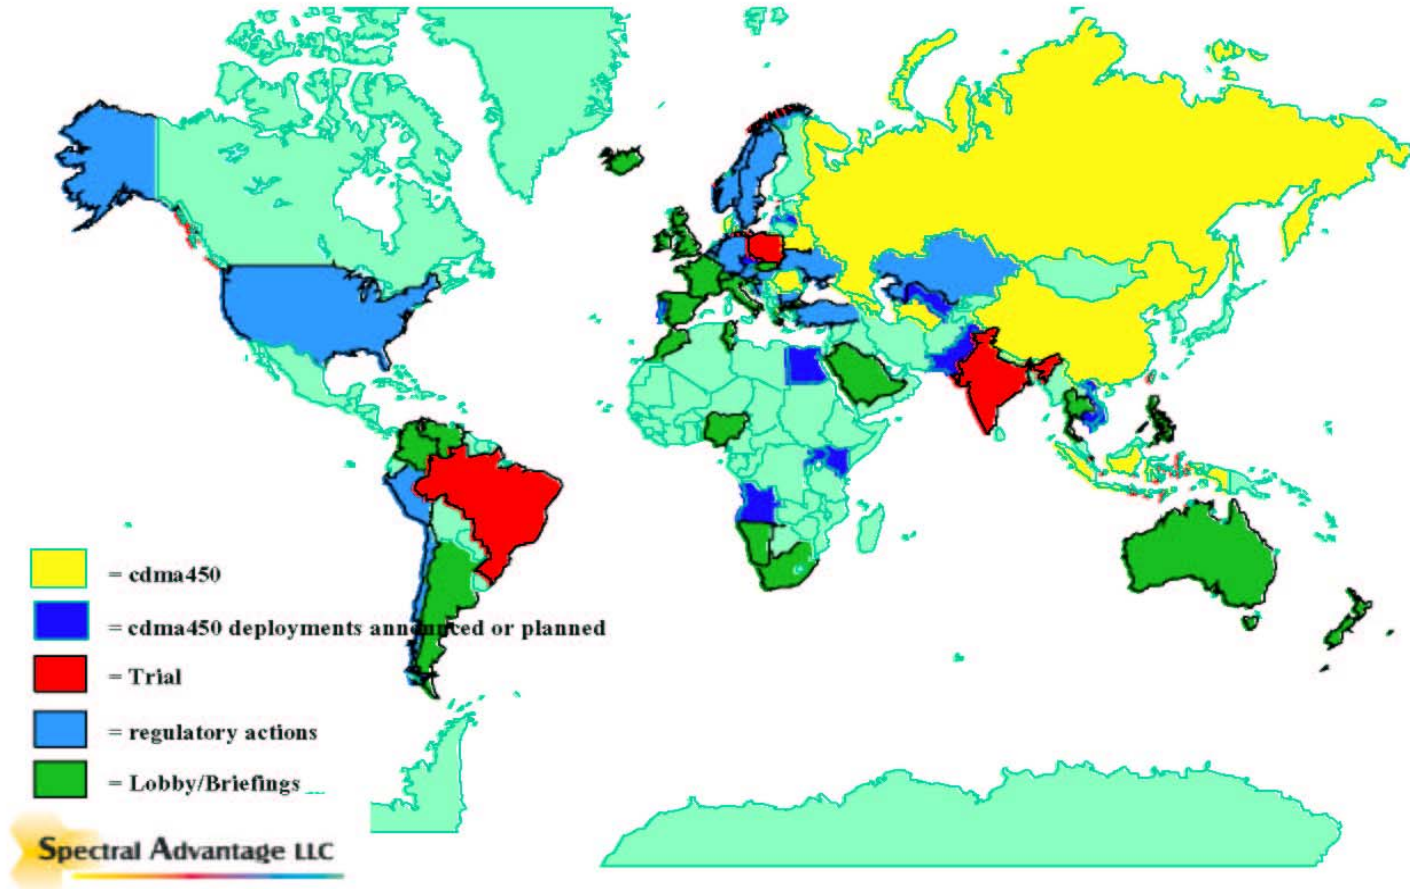 = cdma450
= cdma450 deployments announced or planned
= Trial
= regulatory actions
= Lobby/Briefings
Spectral Advantage LLC